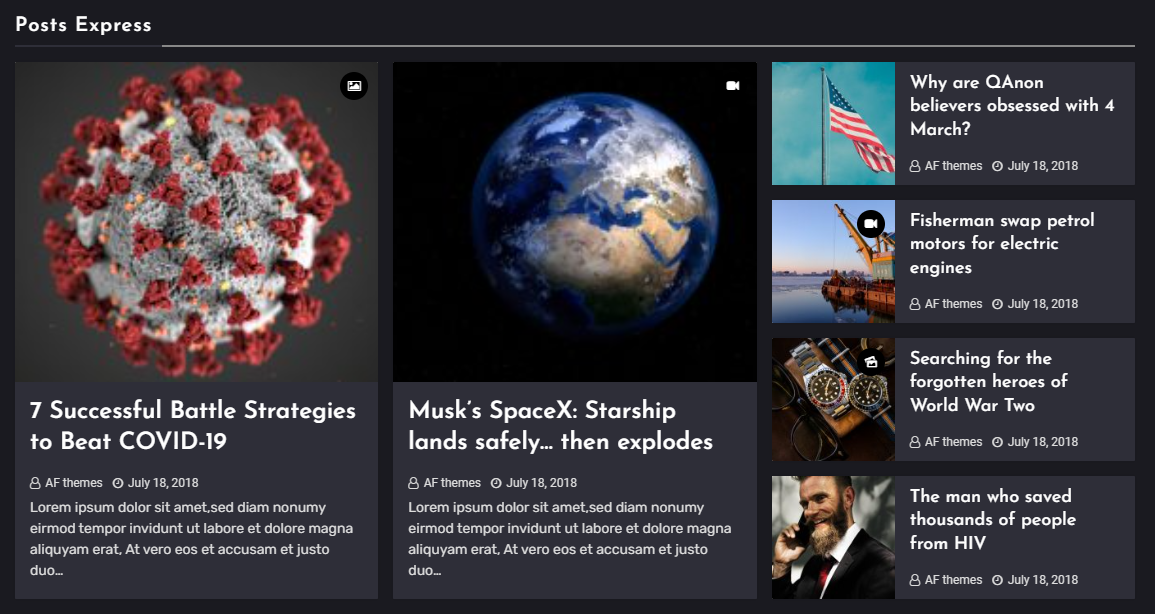 Posts Express
7 Successful Battle Strategies
to Beat COVID-19
AF themes July 18, 2018
Lorem ipsum dolor sit amet,sed diam nonumy
eirmod tempor invidunt ut labore et dolore magna
aliquyam erat, At vero eos et accusam et justo
duo...
Musk's SpaceX: Starship
lands safely... then explodes
AF themes July 18, 2018
Lorem ipsum dolor sit amet,sed diam nonumy
eirmod tempor invidunt ut labore et dolore magna
aliquyam erat, At vero eos et accusam et justo
duo...
Why are QAnon
believers obsessed with 4
March?
AF themes July 18, 2018
Fisherman swap petrol
motors for electric
engines
AF themes July 18, 2018
Searching for the
forgotten heroes of
World War Two
AF themes July 18, 2018
The man who saved
thousands of people
from HIV
AF themes July 18, 2018